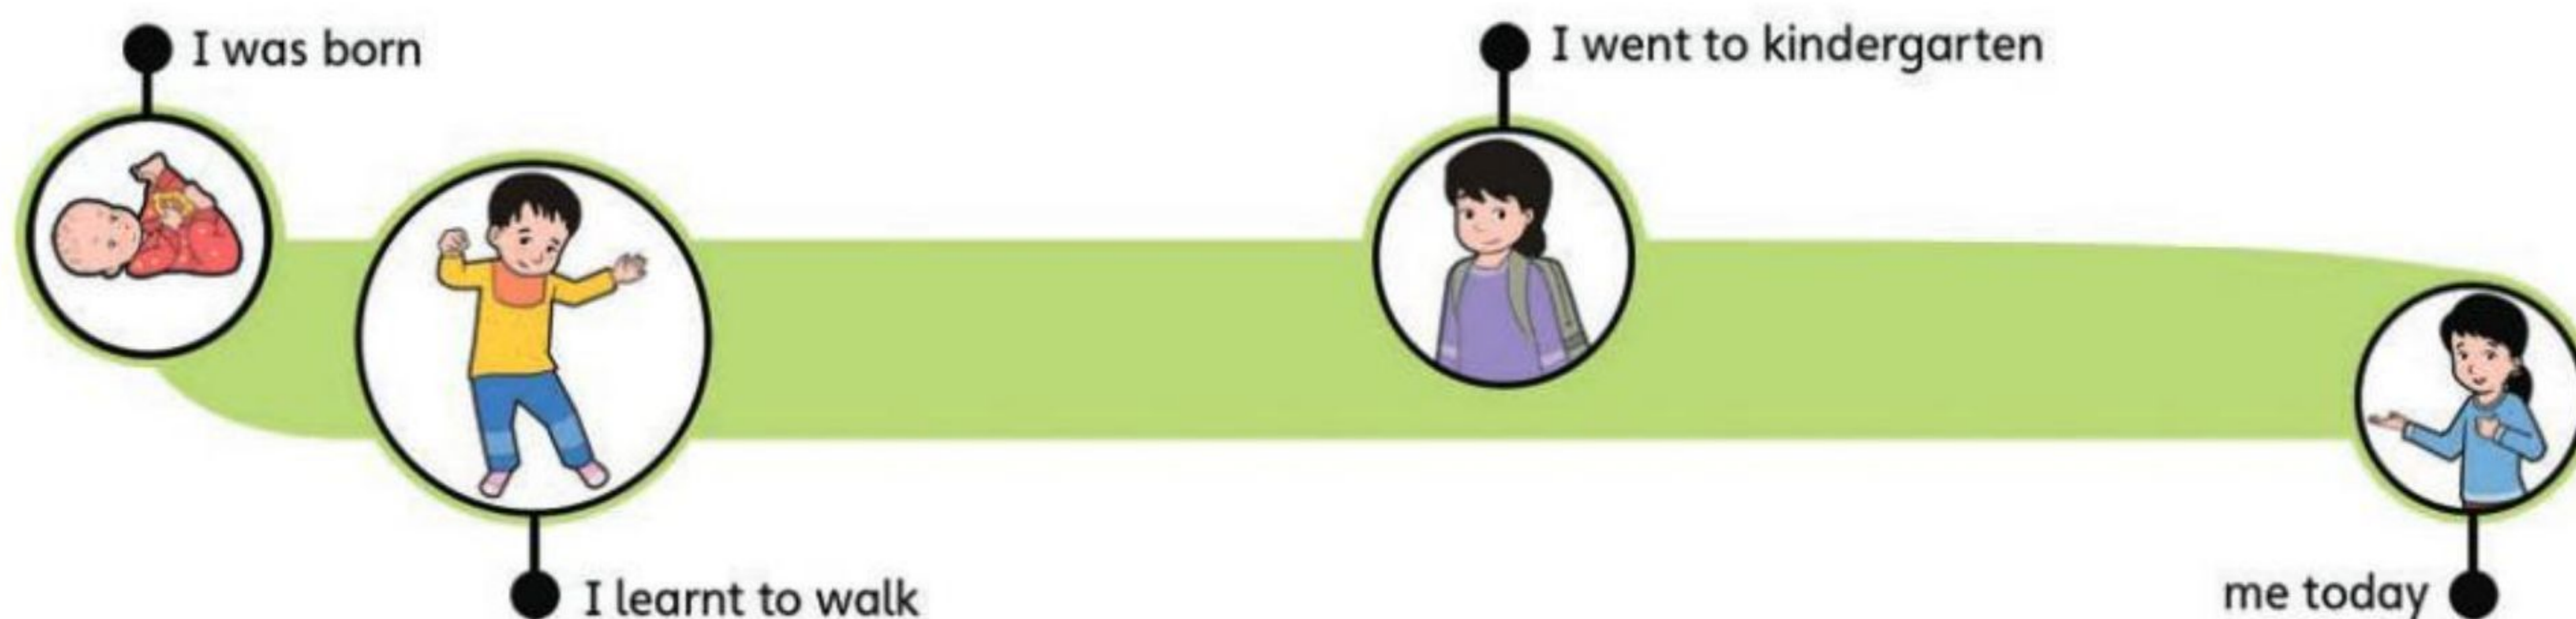 I was born
I went to kindergarten
I learnt to walk
me today